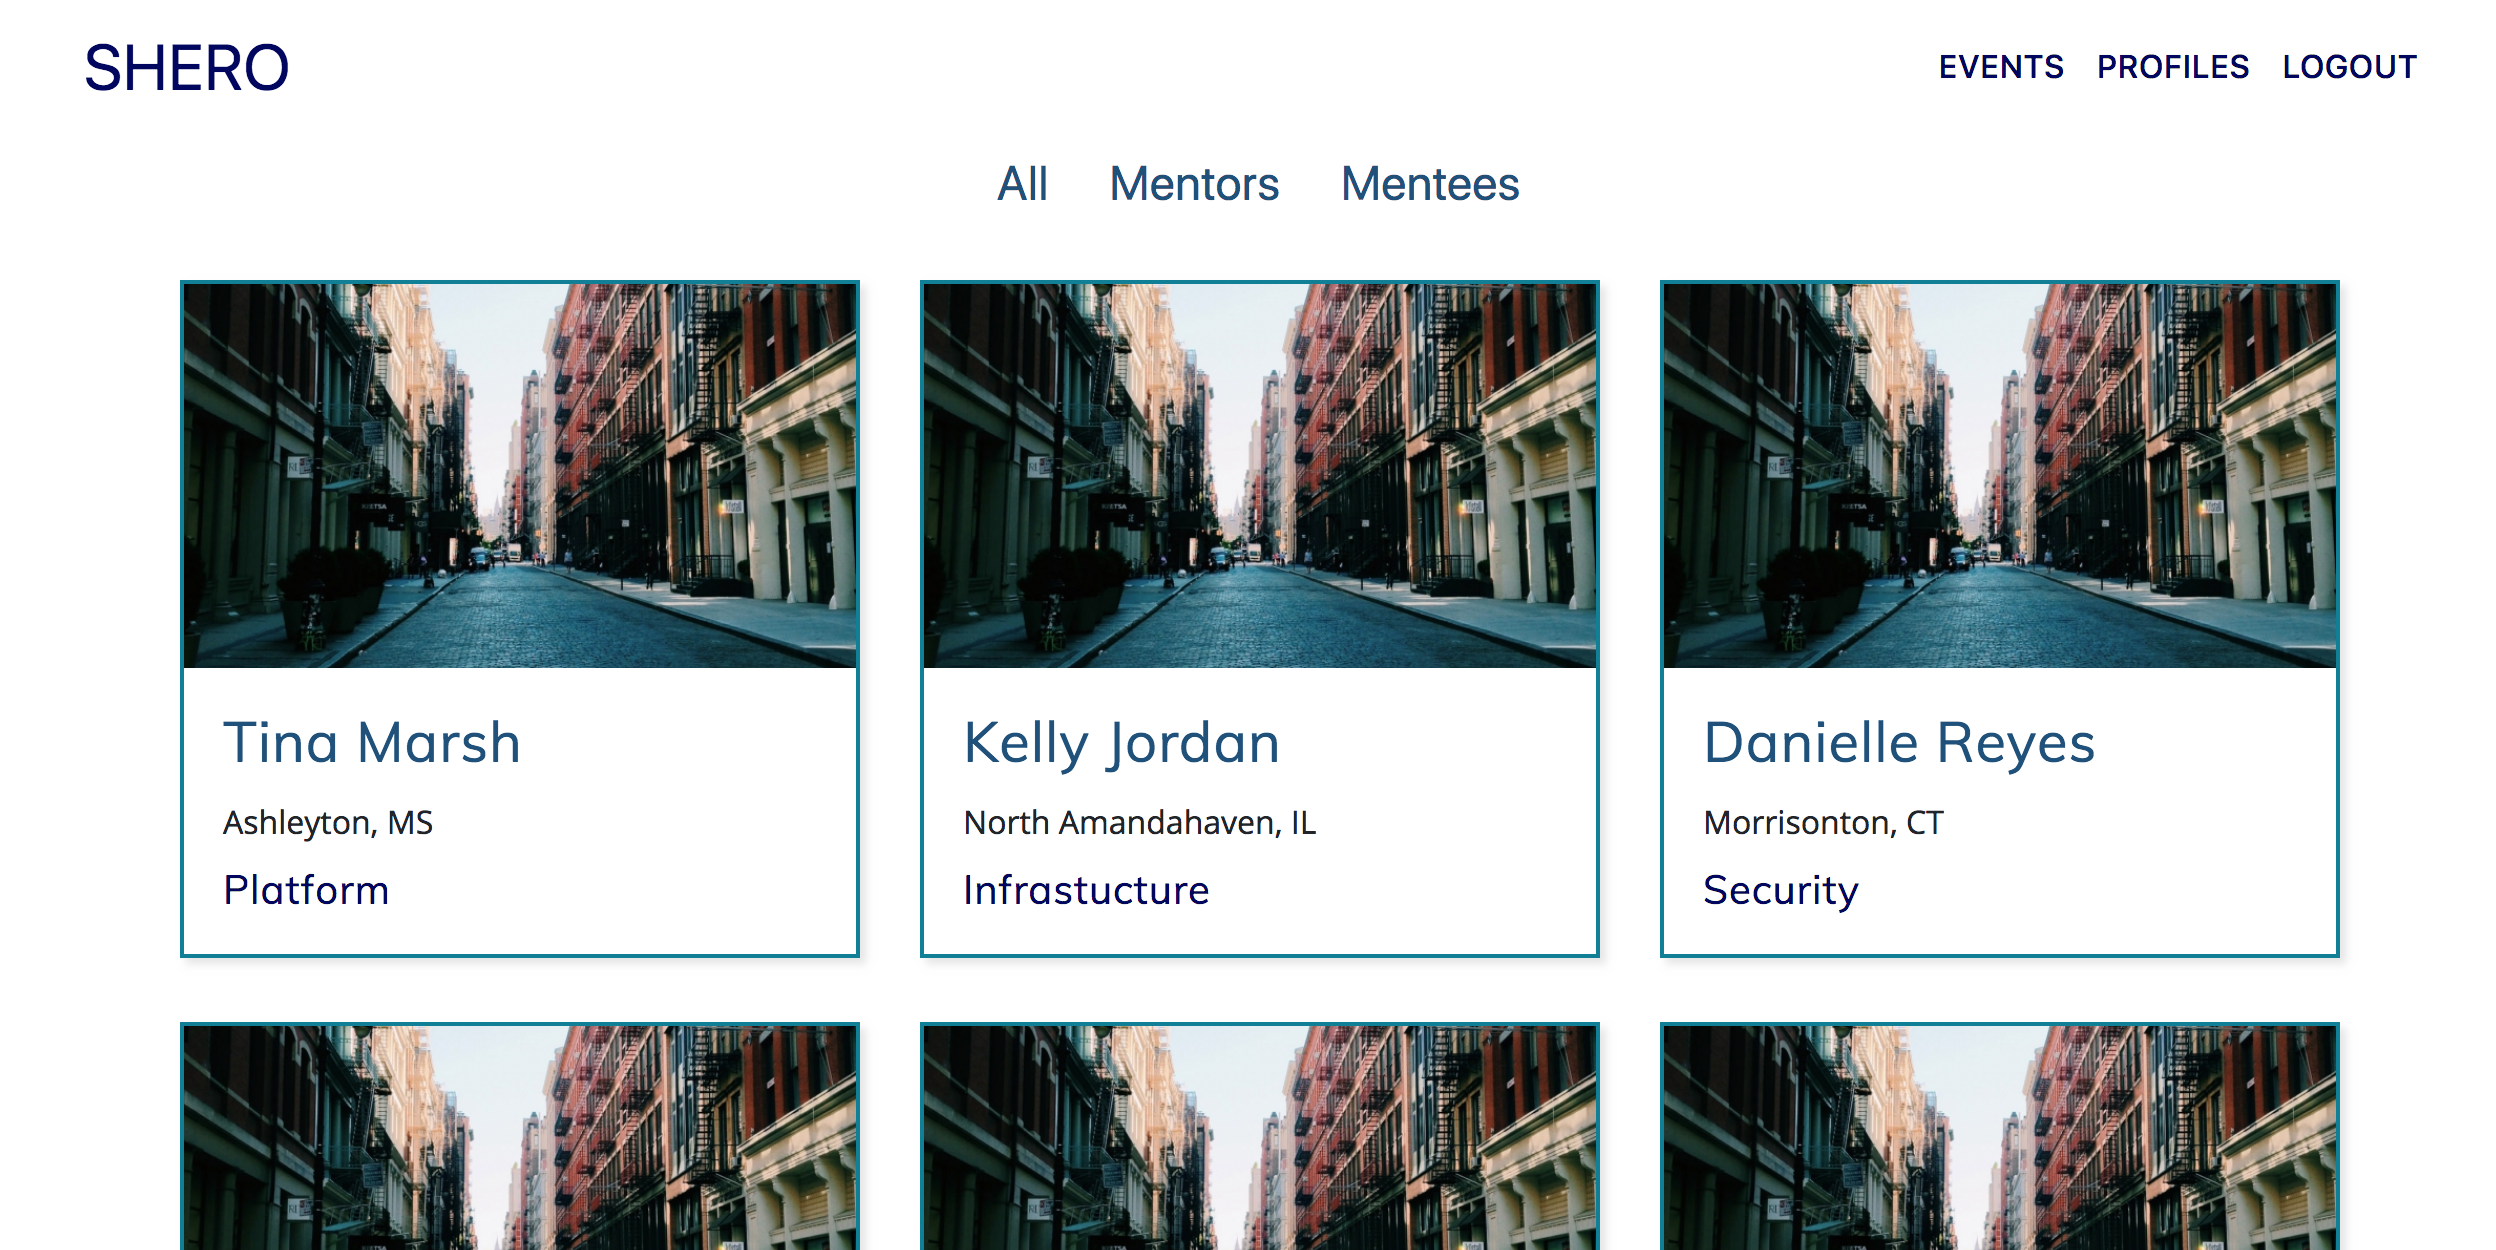 SHERO
EVENTS PROFILES LOGOUT
All Mentors Mentees
Tina Marsh
Ashleyton, MS
Platform
Kelly Jordan
North Amandahaven, IL
Infrastucture
Danielle Reyes
Morrisonton, CT
Security